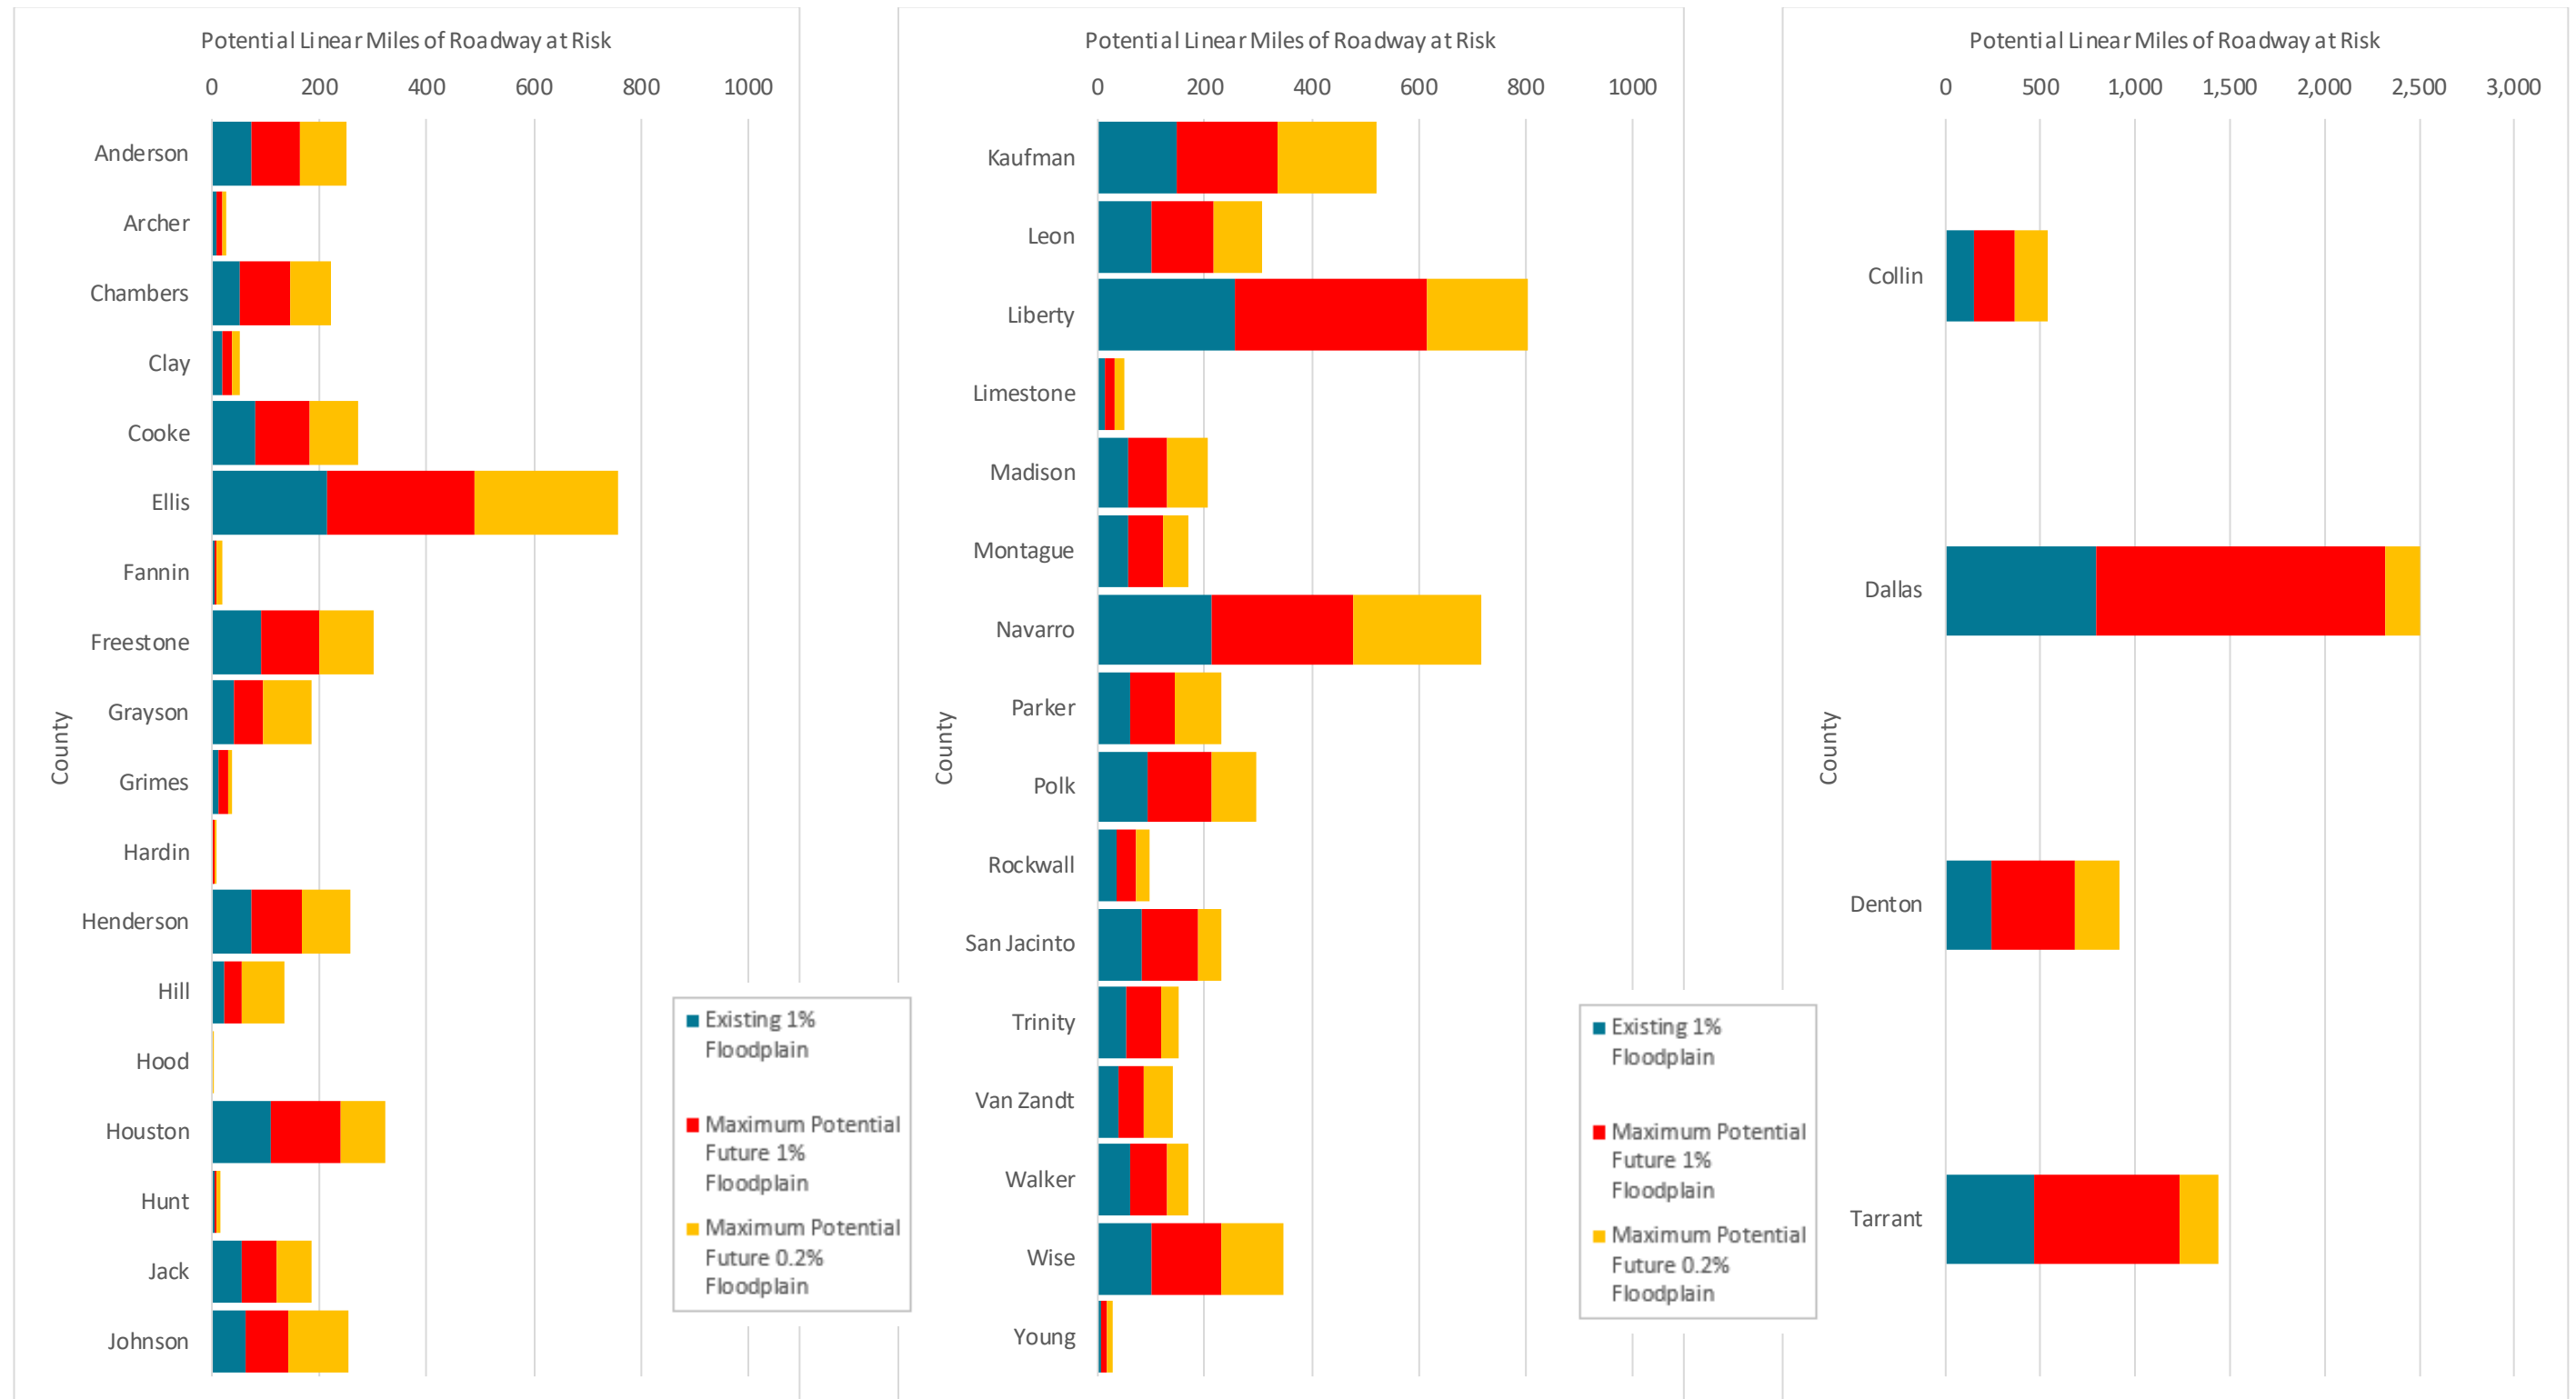 Potential Linear Miles of Roadway at Risk
0 200 400 600 800 1000
Anderson
Archer
Chambers
Clay
Cooke
Ellis
Fannin
Freestone
Grayson
Grimes
Hardin
Henderson
Hill
Hood
Houston
Hunt
Jack
Johnson
County
Existing 1%
Floodplain
Maximum Potential
Future 1%
Floodplain
Maximum Potential
Future 0.2%
Floodplain
Potential Linear Miles of Roadway at Risk
0 200 400 600 800 1000
Kaufman
Leon
Liberty
Limestone
Madison
Montague
Navarro
Parker
Polk
Rockwall
San Jacinto
Trinity
Van Zandt
Walker
Wise
Young
County
Existing 1%
Floodplain
Maximum Potential
Future 1%
Floodplain
Maximum Potential
Future 0.2%
Floodplain
Potential Linear Miles of Roadway at Risk
0 500 1,000 1,500 2,000 2,500 3,000
Collin
Dallas
Denton
Tarrant
County